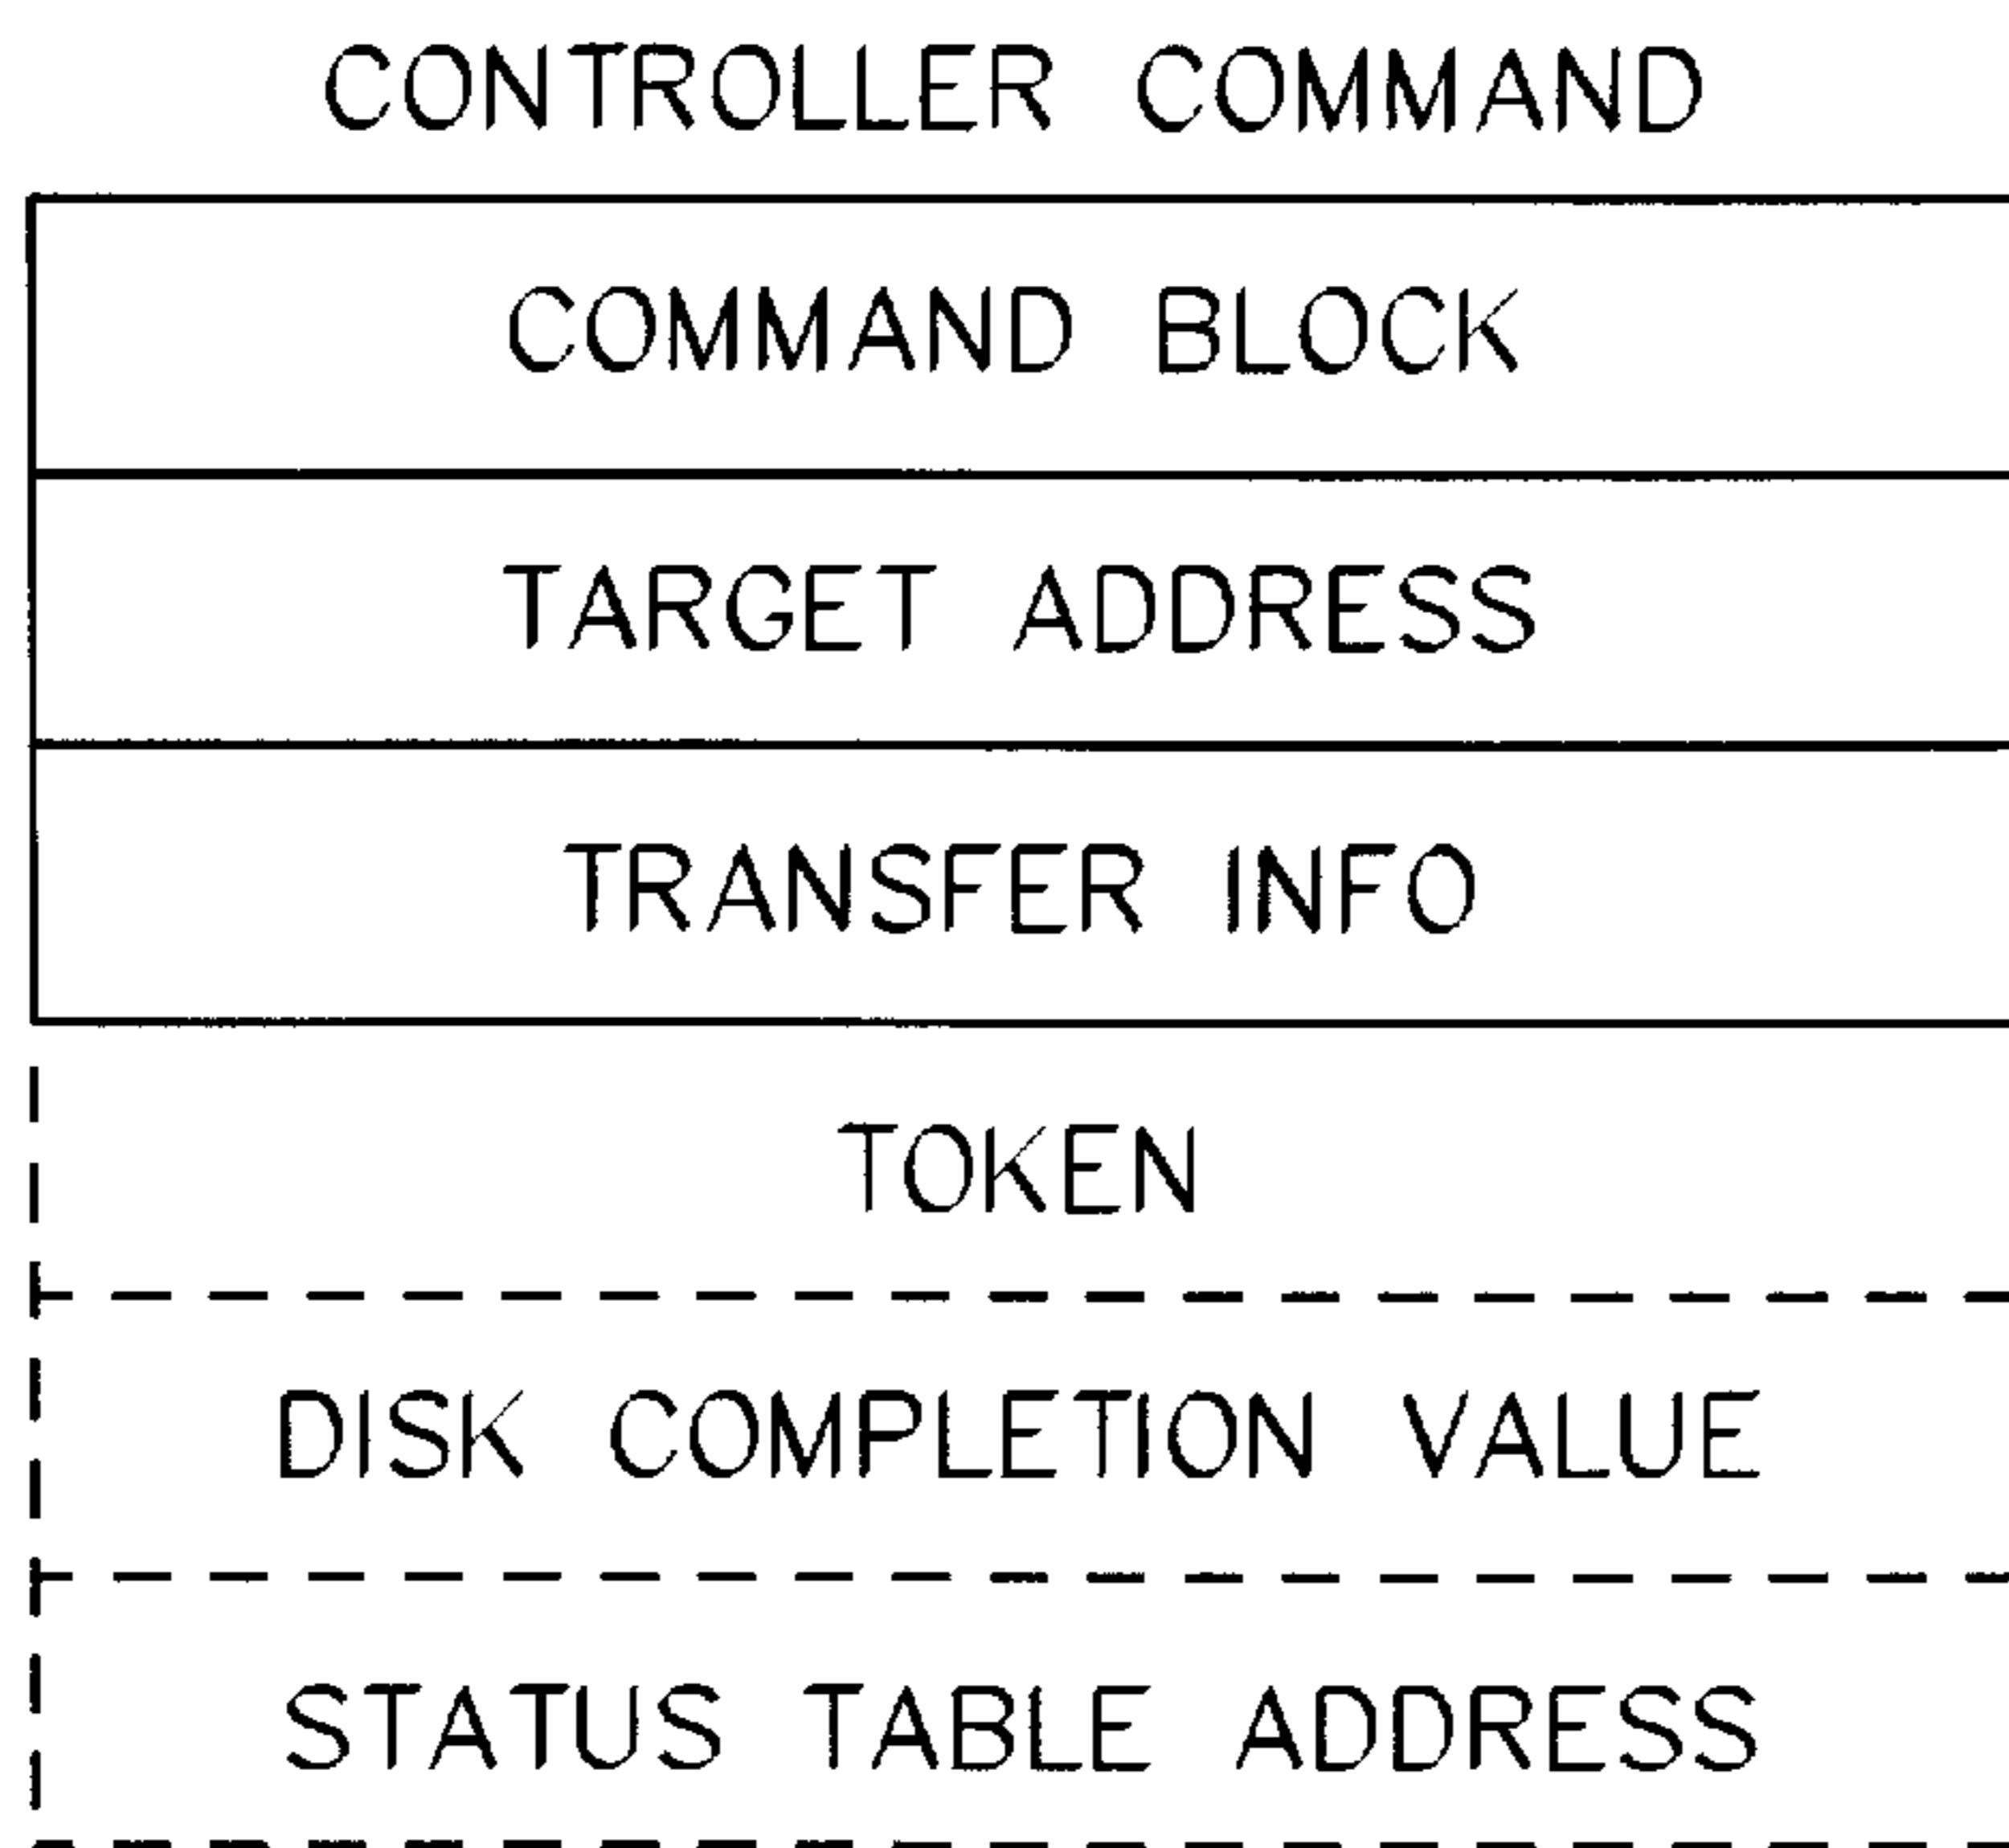 CONTROLLER COMMAND
COMMAND BLOCK
TARGET ADDRESS
TRANSFER INFO
TOKEN
DISK COMPLETION VALUE
STATUS TABLE ADDRESS